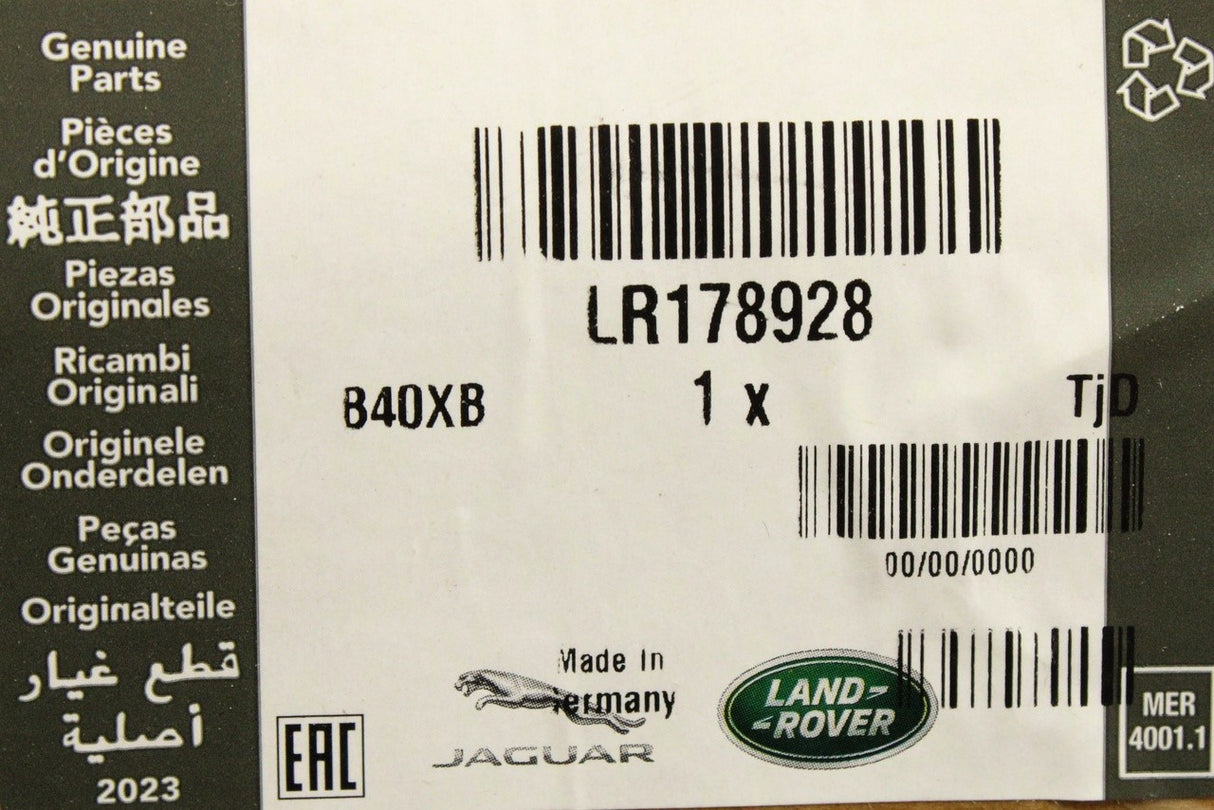 Genuine
Parts
Pièces
d'Origine
純正部品
Piezas
Originales
Ricambi
Originali
Originele
Onderdelen
Peças
Genuinas
Originalteile
قطع غيار
أصلية
2023
LR178928
B40XB 1 x TjD
00/00/0000
Made In
Germany
JAGUAR
LAND-
-ROVER
EAC
MER
4001.1